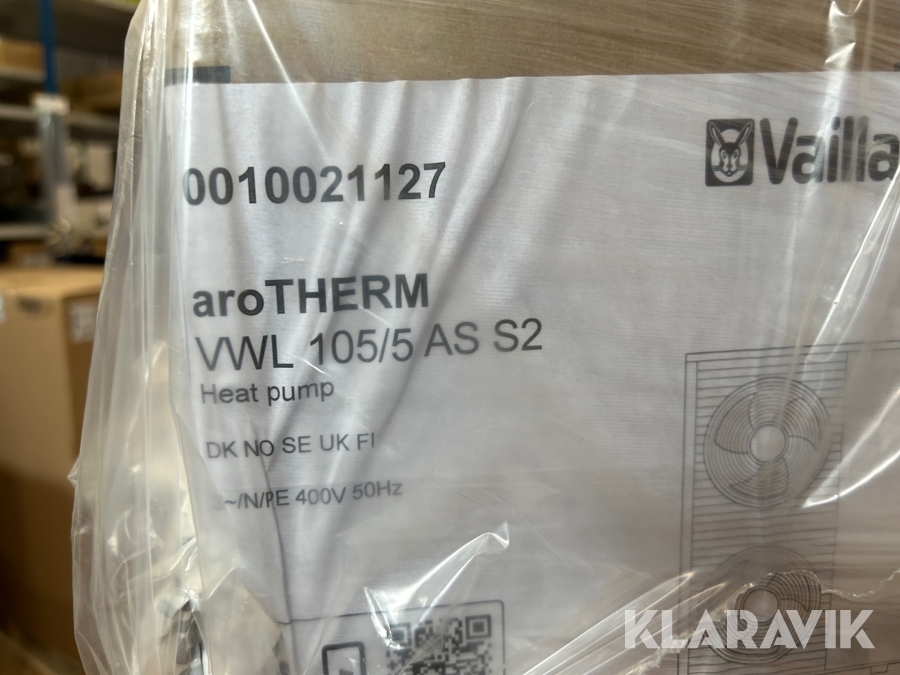 0010021127
Vailla
aroTHERM
VWL 105/5 AS S2
Heat pump
DK NO SE UK FI
~/N/PE 400V 50Hz
KLARAVIK